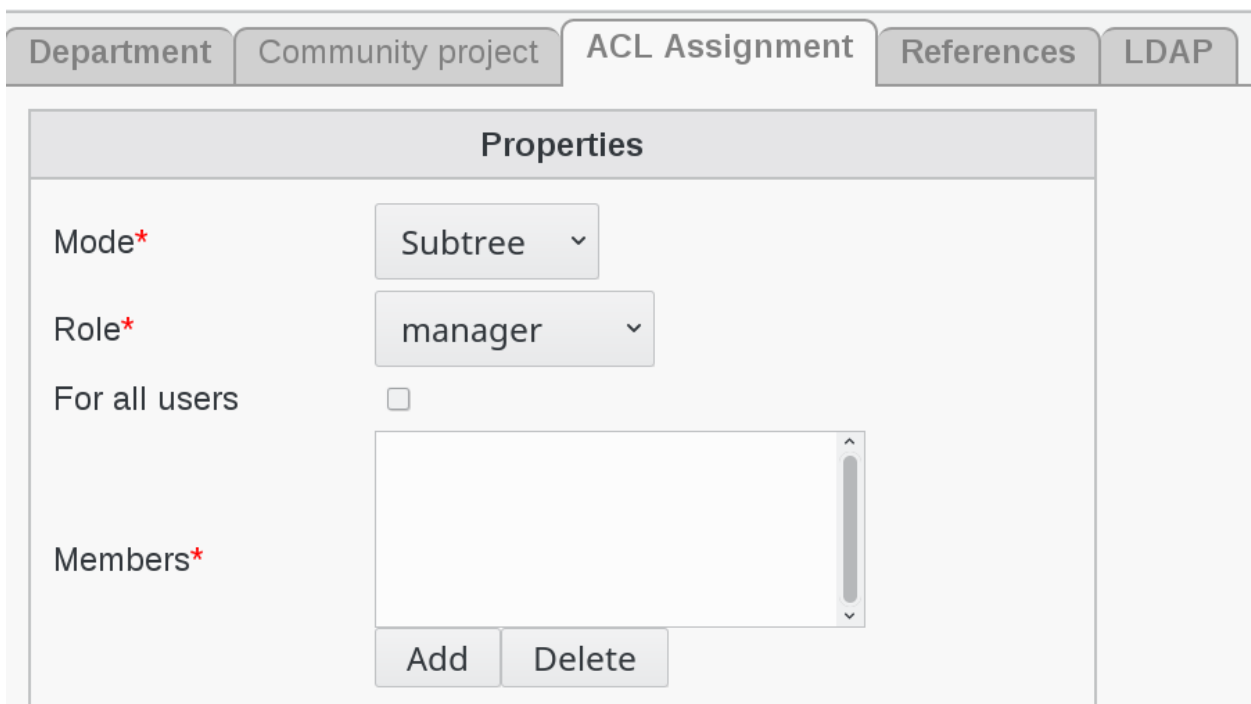 Department Community project ACL Assignment References LDAP
Properties
Mode* Subtree
Role* manager
For all users
Members*
Add Delete